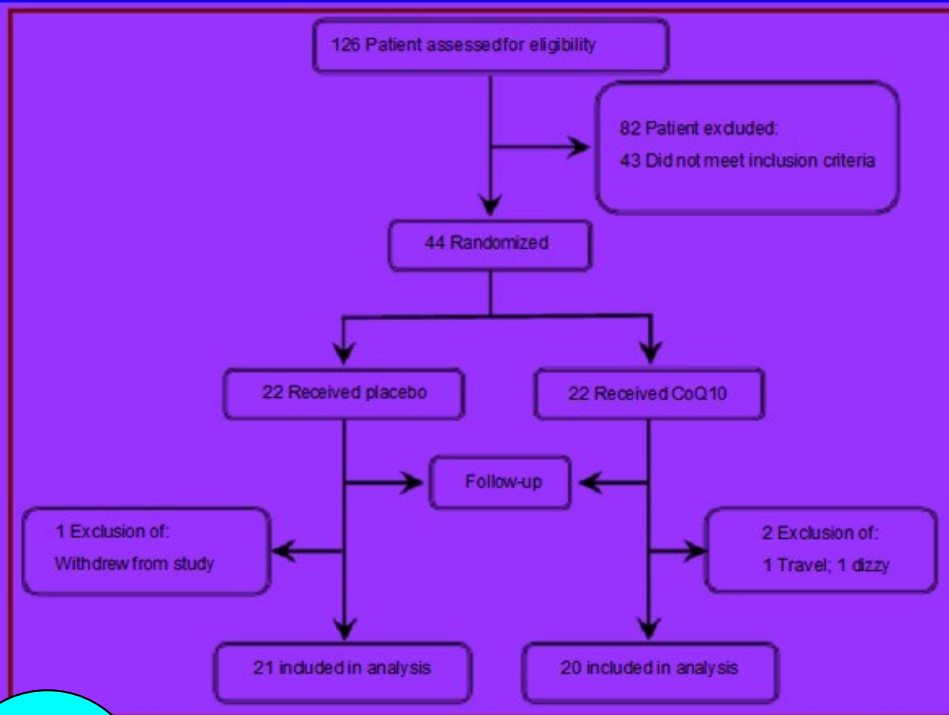 126 Patient assessed for eligibility
82 Patient excluded:
43 Did not meet inclusion criteria
44 Randomized
22 Received placebo
22 Received CoQ10
Follow-up
1 Exclusion of:
Withdrew from study
2 Exclusion of:
1 Travel; 1 dizzy
21 included in analysis
20 included in analysis